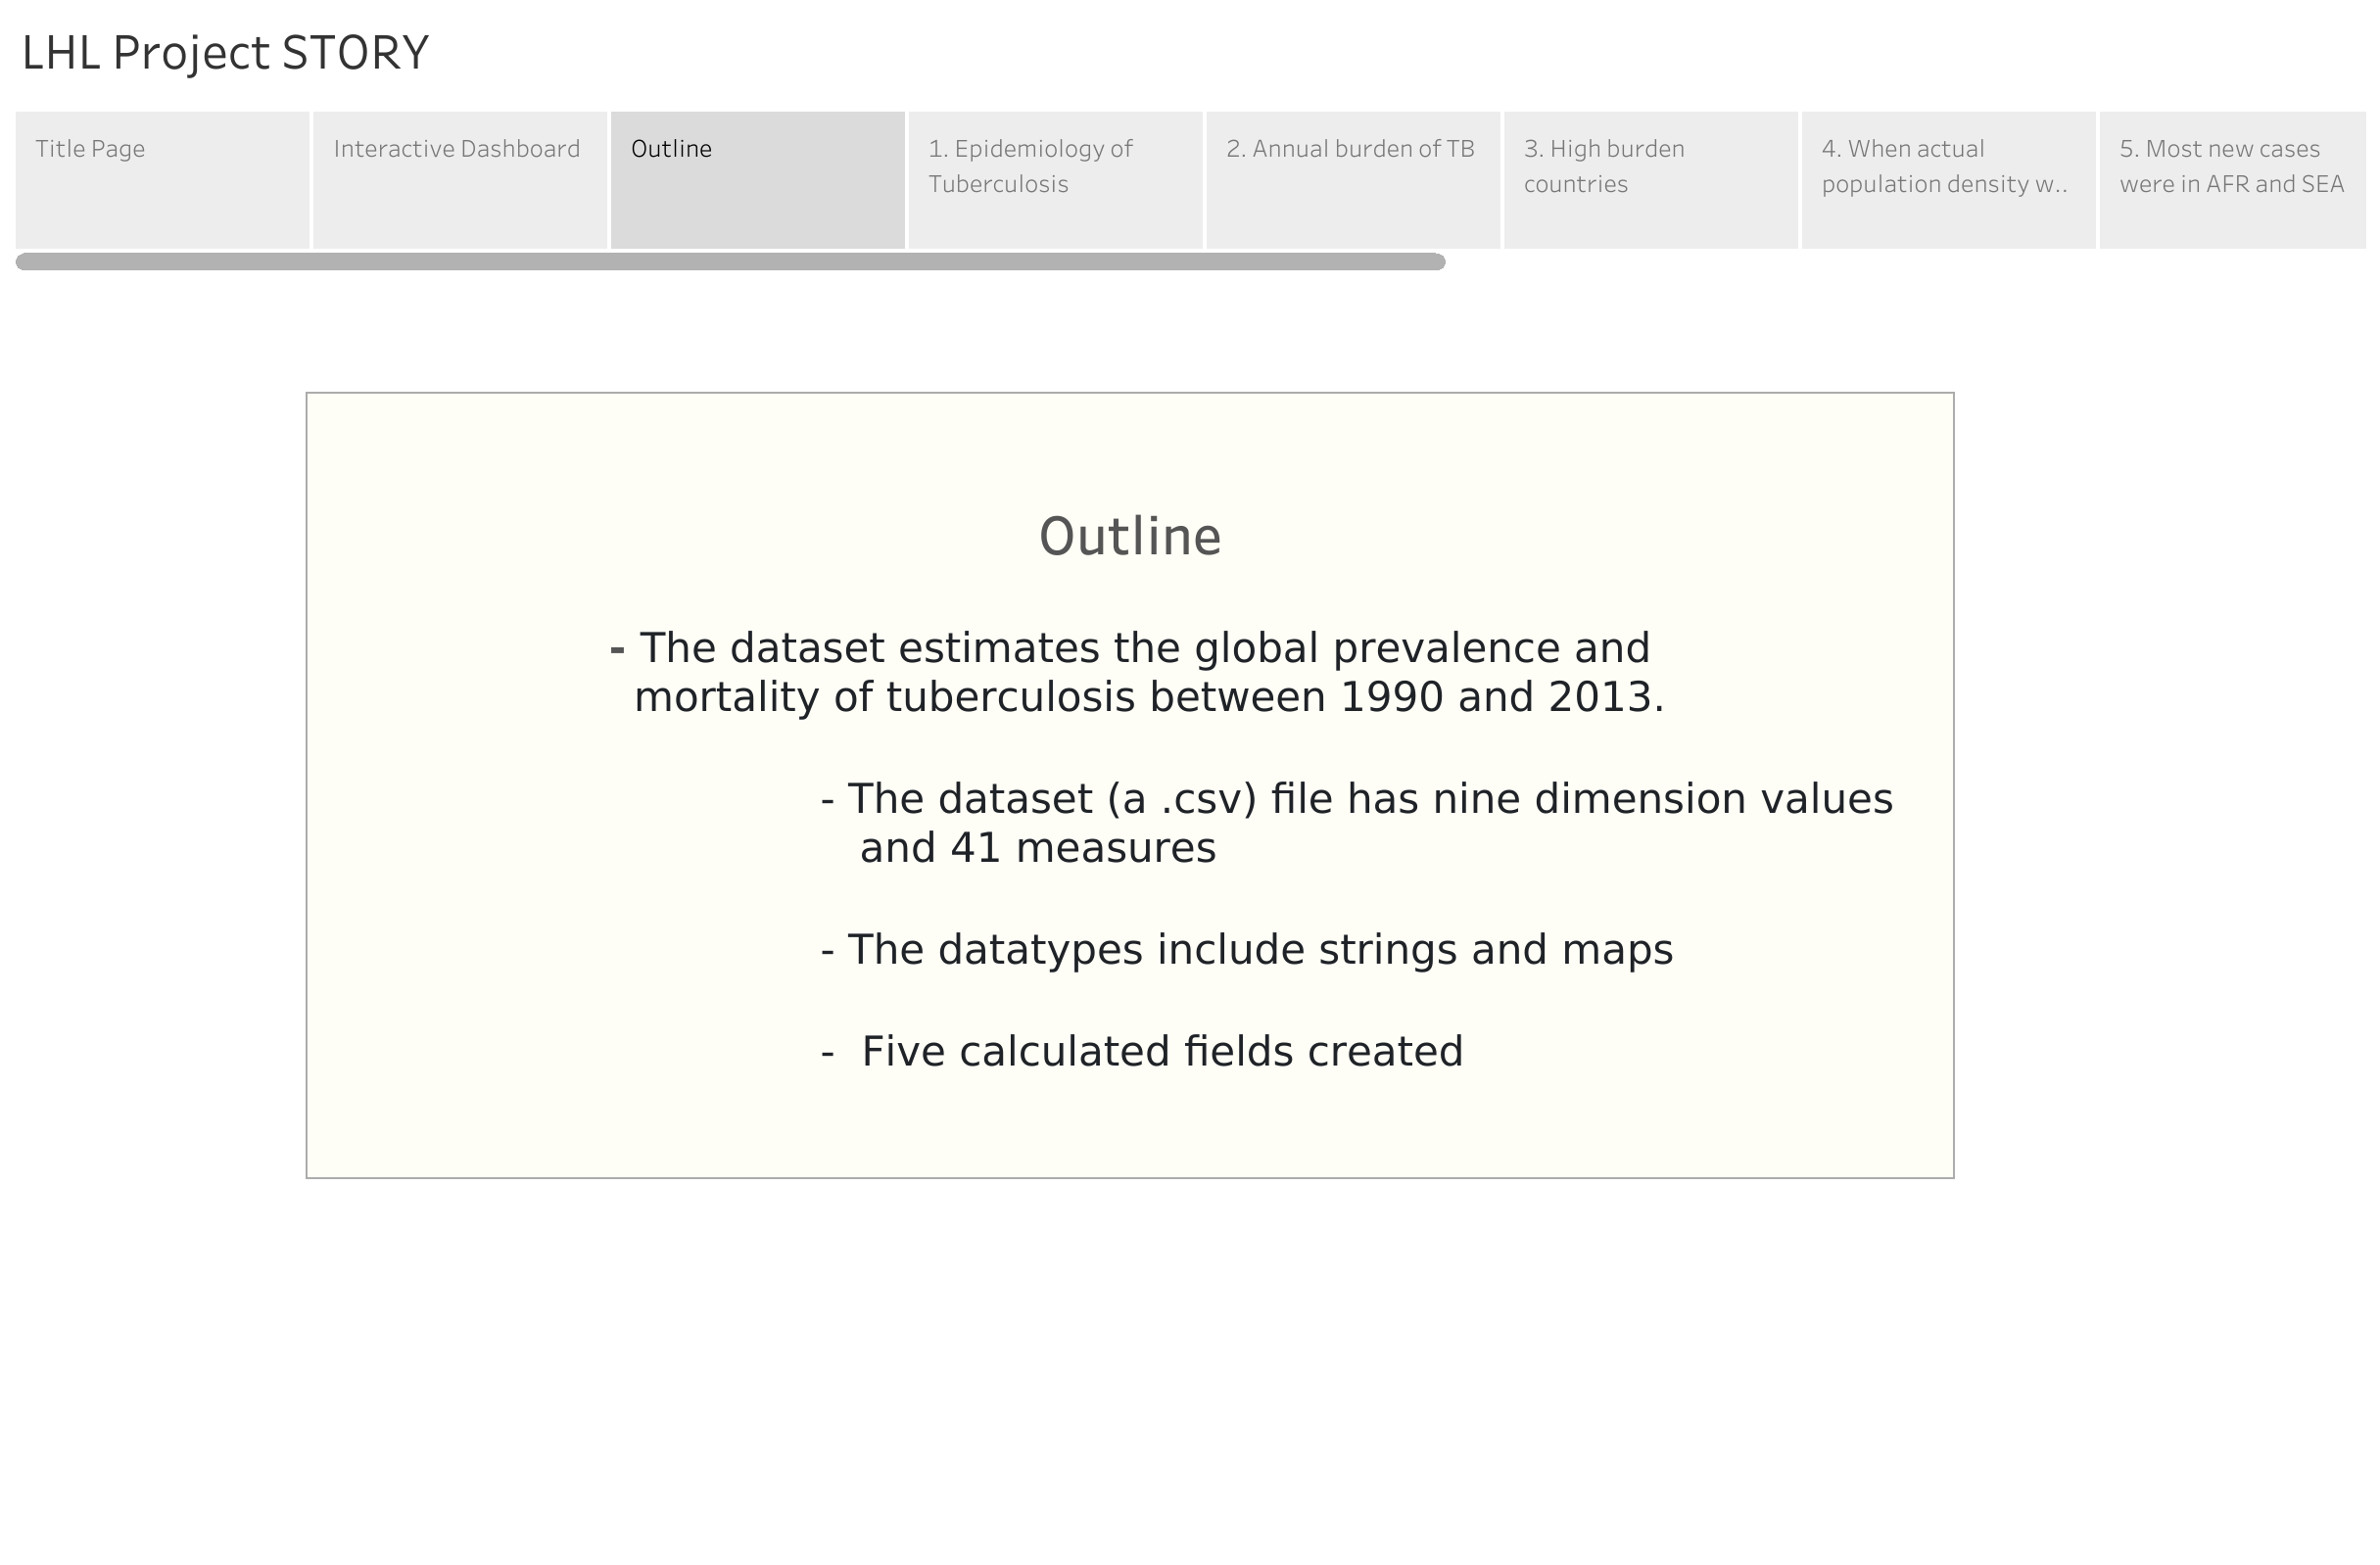 LHL Project STORY
Title Page
Interactive Dashboard
Outline
1. Epidemiology of
Tuberculosis
2. Annual burden of TB
3. High burden
countries
4. When actual
population density w..
5. Most new cases
were in AFR and SEA
Outline
- The dataset estimates the global prevalence and
mortality of tuberculosis between 1990 and 2013.
- The dataset (a .csv) file has nine dimension values
and 41 measures
- The datatypes include strings and maps
- Five calculated fields created